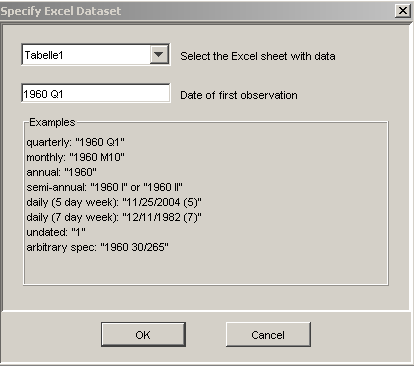 Specify Excel Dataset
Tabelle1 Select the Excel sheet with data
1960 Q1 Date of first observation
Examples
quarterly: "1960 Q1"
monthly: "1960 M10"
annual: "1960"
semi-annual: "1960 I" or "1960 II"
daily (5 day week): "11/25/2004 (5)"
daily (7 day week): "12/11/1982 (7)"
undated: "1"
arbitrary spec: "1960 30/265"
OK Cancel